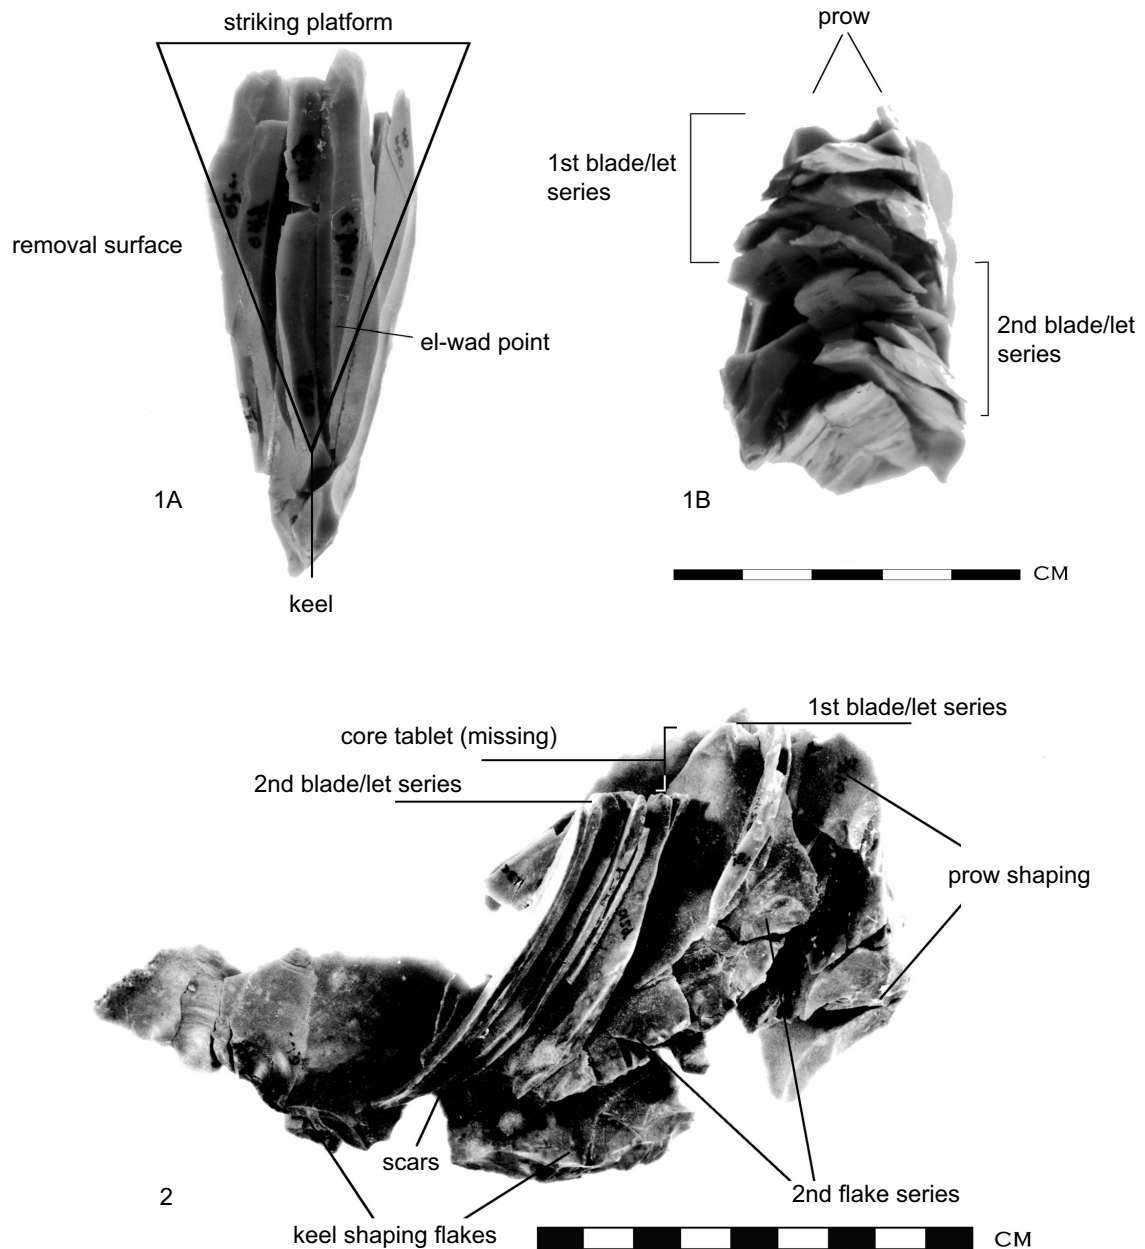 striking platform
prow
1st blade/let
series
removal surface
el-wad point
2nd blade/let
series
1A
1B
CM
keel
1st blade/let series
core tablet (missing)
2nd blade/let series
prow shaping
scars
2
2nd flake series
keel shaping flakes
CM